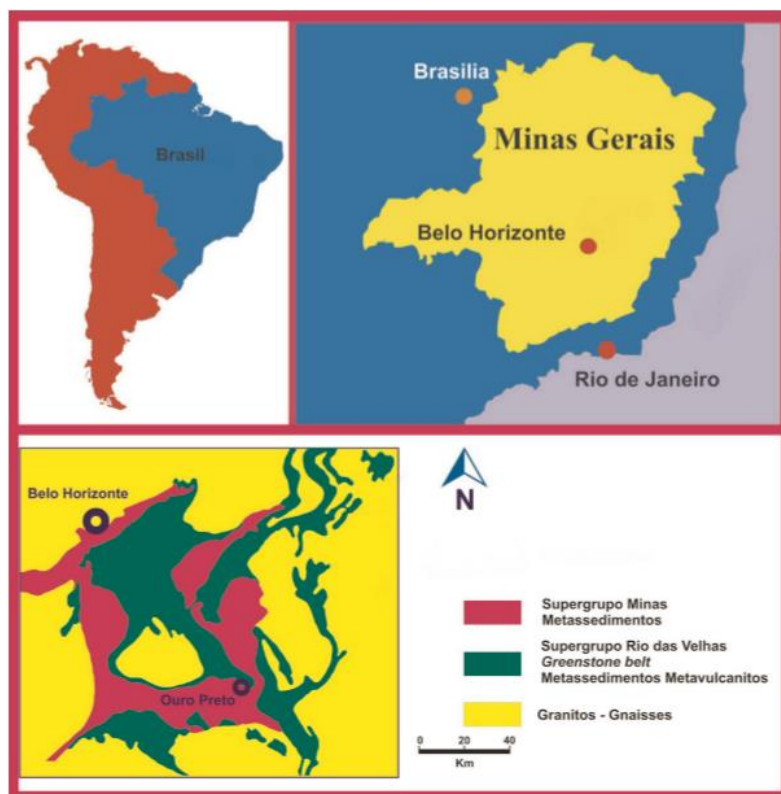 Brasil
Brasilia
Minas Gerais
Belo Horizonte
Rio de Janeiro
Belo Horizonte
Ouro Preto
N
Supergrupo Minas
Metassedimentos
Supergrupo Rio das Velhas
Greenstone belt
Metassedimentos Metavulcanitos
Granitos - Gnaisses
0 20 40
Km